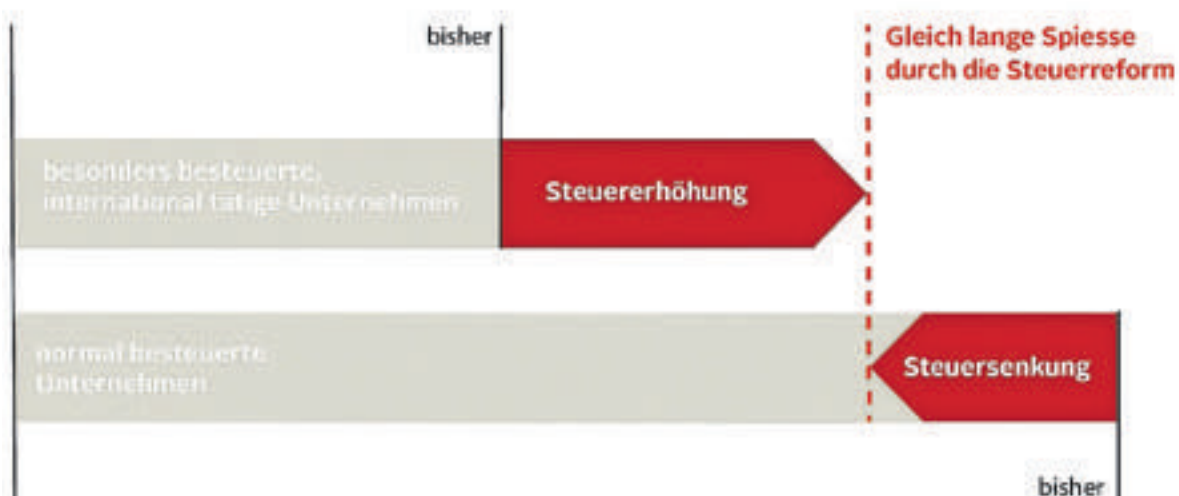 bisher
Gleich lange Spiesse
durch die Steuerreform
besonders besteuerte,
international tätige Unternehmen
Steuererhöhung
normal besteuerte
Unternehmen
Steuersenkung
bisher